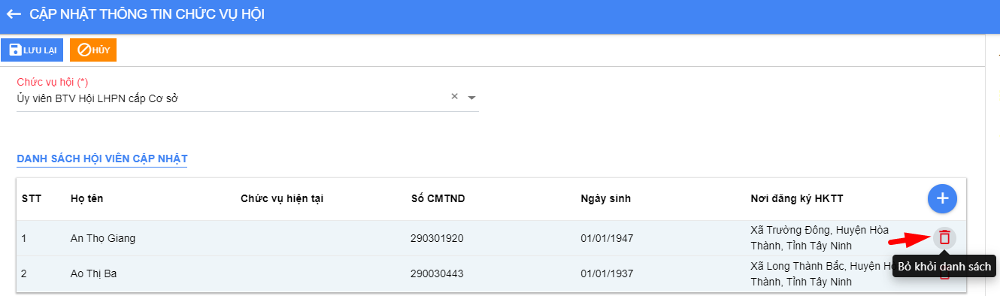 CẬP NHẬT THÔNG TIN CHỨC VỤ HỘI
LƯU LẠI HỦY
Chức vụ hội (*)
Ủy viên BTV Hội LHPN cấp Cơ sở
DANH SÁCH HỘI VIÊN CẬP NHẬT
STT Họ tên Chức vụ hiện tại Số CMTND Ngày sinh Nơi đăng ký HKTT
1 An Thọ Giang 290301920 01/01/1947 Xã Trường Đông, Huyện Hòa
Thành, Tỉnh Tây Ninh
Bỏ khỏi danh sách
2 Ao Thị Ba 290030443 01/01/1937 Xã Long Thành Bắc, Huyện
Thành, Tỉnh Tây Ninh